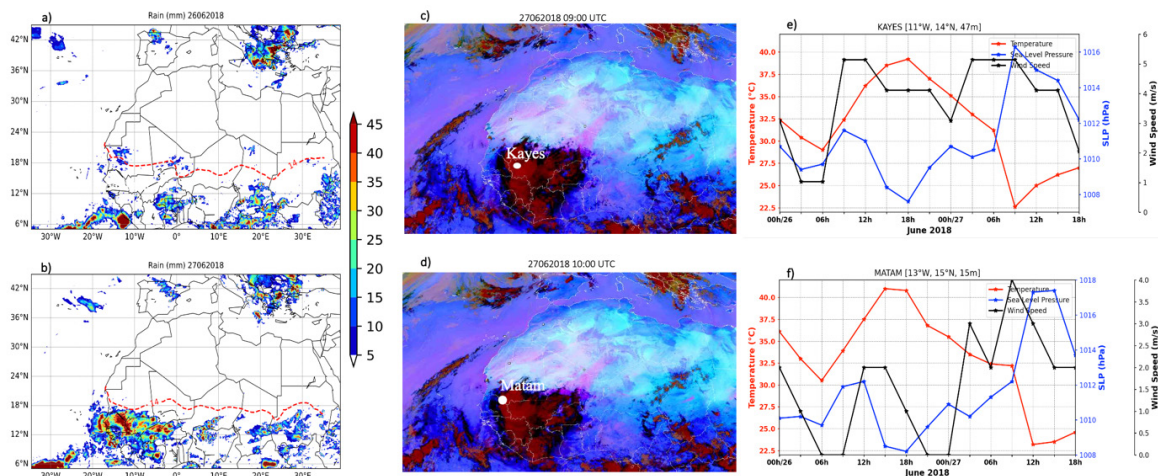 a)
Rain (mm) 26062018
44°N
36°N
30°N
24°N
18°N
12°N
6°N
30°W 20°W 10°W 0° 10°E 20°E 30°E
14
b)
Rain (mm) 27062018
42°N
36°N
30°N
24°N
18°N
12°N
6°N
30°W 20°W 10°W 0° 10°E 20°E 30°E
45
40
35
30
25
20
15
10
5
c)
27062018 09:00 UTC
Kayes
d)
27062018 10:00 UTC
Matam
e)
KAYES [11°W, 14°N, 47m]
Temperature
Sea Level Pressure
Wind Speed
Temperature (°C)
40.0
37.5
35.0
32.5
30.0
27.5
25.0
22.5
SLP (hPa)
1016
1014
1012
1010
1008
Wind Speed (m/s)
6
5
4
3
2
1
0
00h/26 06h 12h 18h 00h/27 06h 12h 18h
June 2018
f)
MATAM [13°W, 15°N, 15m]
Temperature
Sea Level Pressure
Wind Speed
Temperature (°C)
40.0
37.5
35.0
32.5
30.0
27.5
25.0
22.5
SLP (hPa)
1018
1016
1014
1012
1010
1008
Wind Speed (m/s)
4.0
3.5
3.0
2.5
2.0
1.5
1.0
0.5
0.0
00h/26 06h 12h 18h 00h/27 06h 12h 18h
June 2018